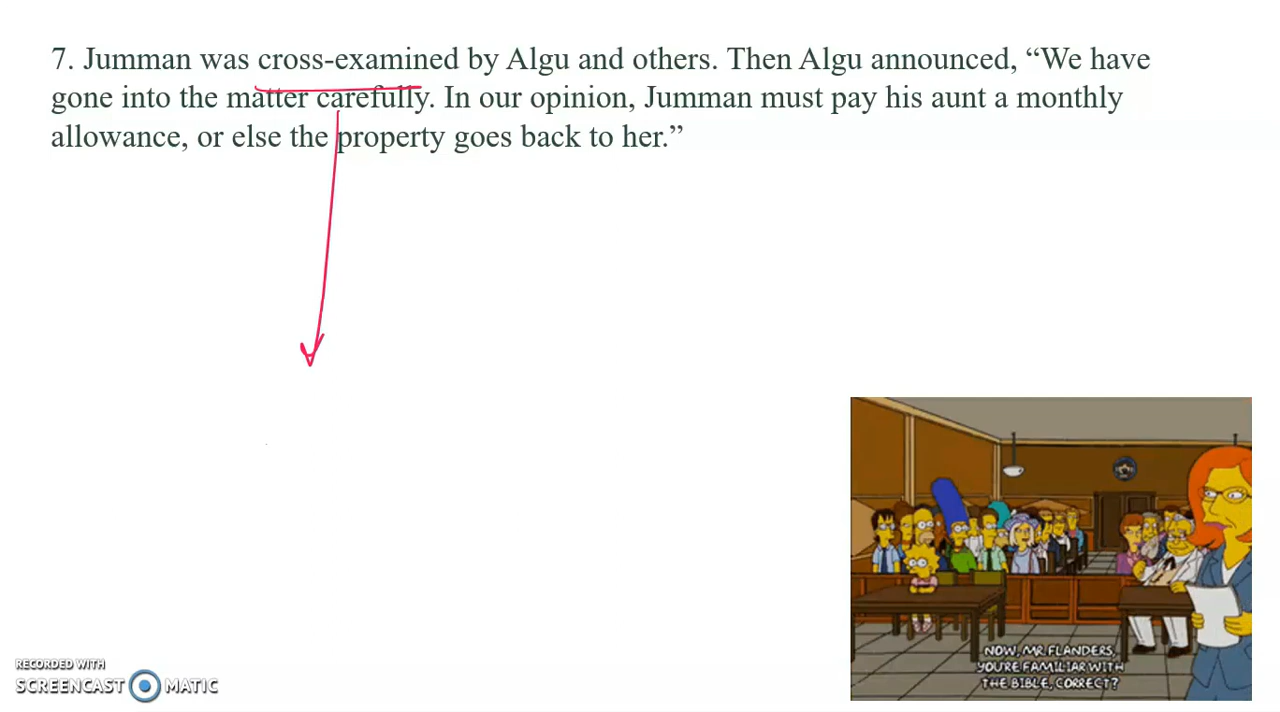 7. Jumman was cross-examined by Algu and others. Then Algu announced, “We have
gone into the matter carefully. In our opinion, Jumman must pay his aunt a monthly
allowance, or else the property goes back to her.”
NOW, MR. FLANDERS,
YOU'RE FAMILIAR WITH
THE BIBLE, CORRECT?
RECORDED WITH
SCREENCAST MATIC